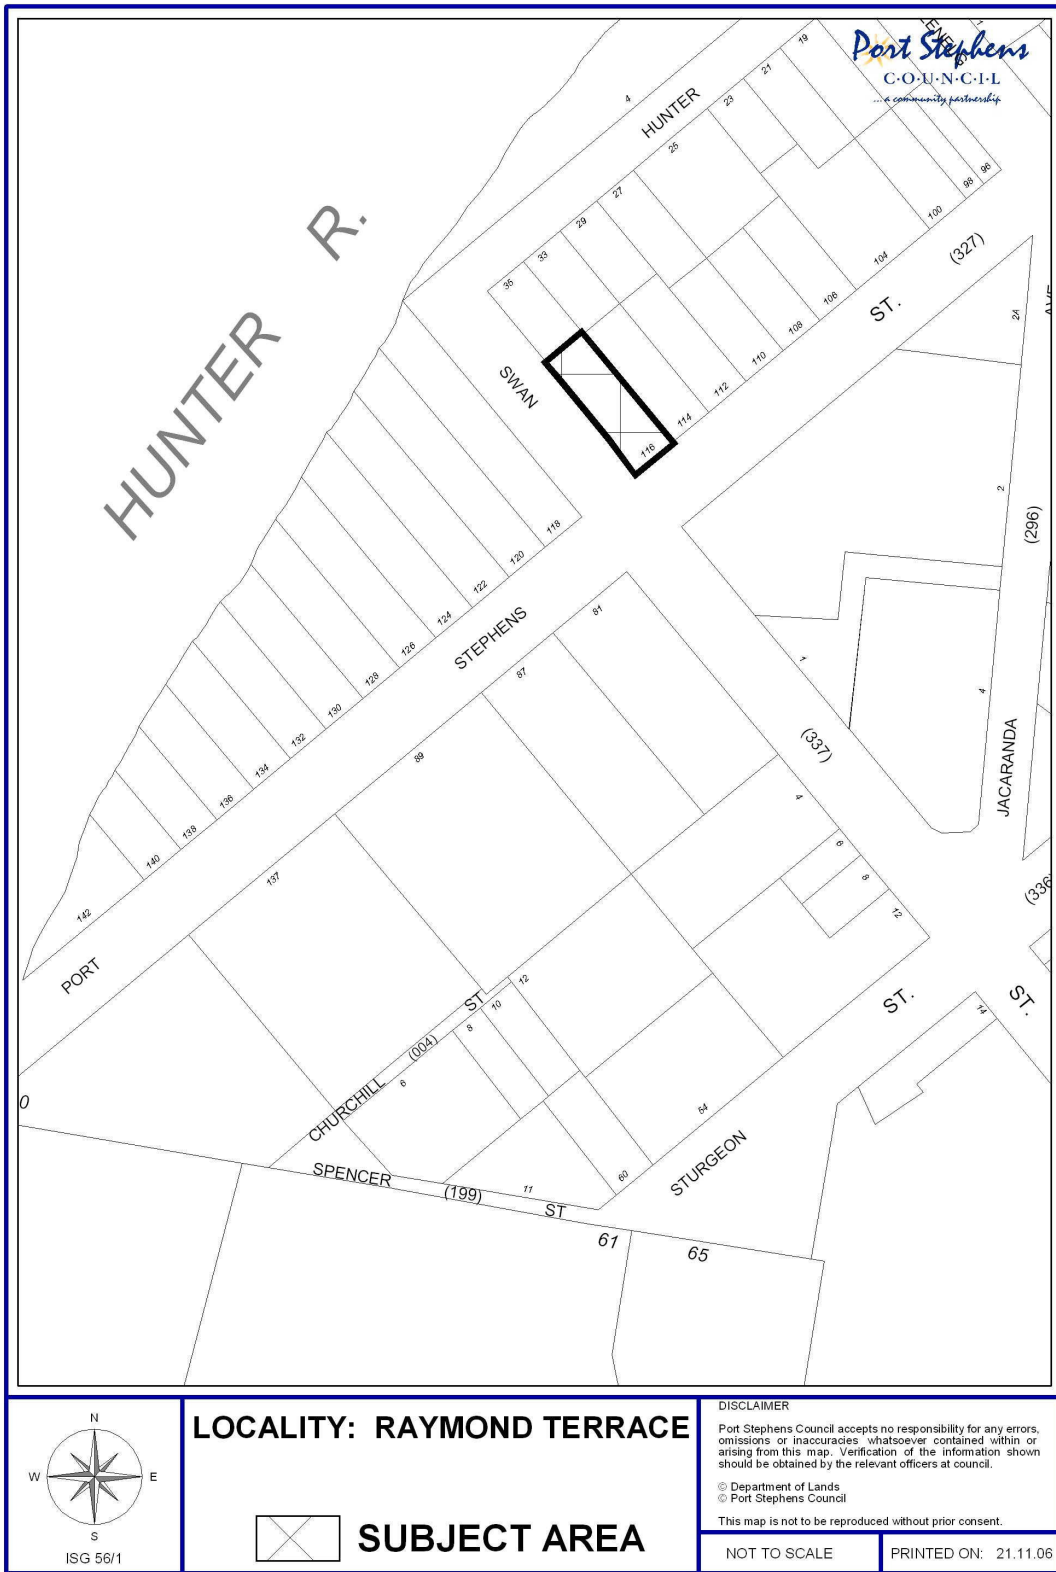 Port Stephens
C·O·U·N·C·I·L
... a community partnership
HUNTER R.
4
HUNTER
19
21
23
25
27
29
33
35
96
98
100
104
106
108
110
112
114
116
(327)
ST.
SWAN
2A
2
(296)
4
JACARANDA
AVE
1
(337)
118
120
122
124
126
128
130
132
134
136
138
140
142
STEPHENS
PORT
81
87
89
137
4
6
8
12
ST.
ST.
14
(336)
12
10
8
6
ST
(004)
CHURCHILL
54
60
STURGEON
0
SPENCER
(199)
11
ST
61
65
N
W
E
S
ISG 56/1
LOCALITY: RAYMOND TERRACE
SUBJECT AREA
DISCLAIMER
Port Stephens Council accepts no responsibility for any errors,
omissions or inaccuracies whatsoever contained within or
arising from this map. Verification of the information shown
should be obtained by the relevant officers at council.
© Department of Lands
© Port Stephens Council
This map is not to be reproduced without prior consent.
NOT TO SCALE
PRINTED ON: 21.11.06